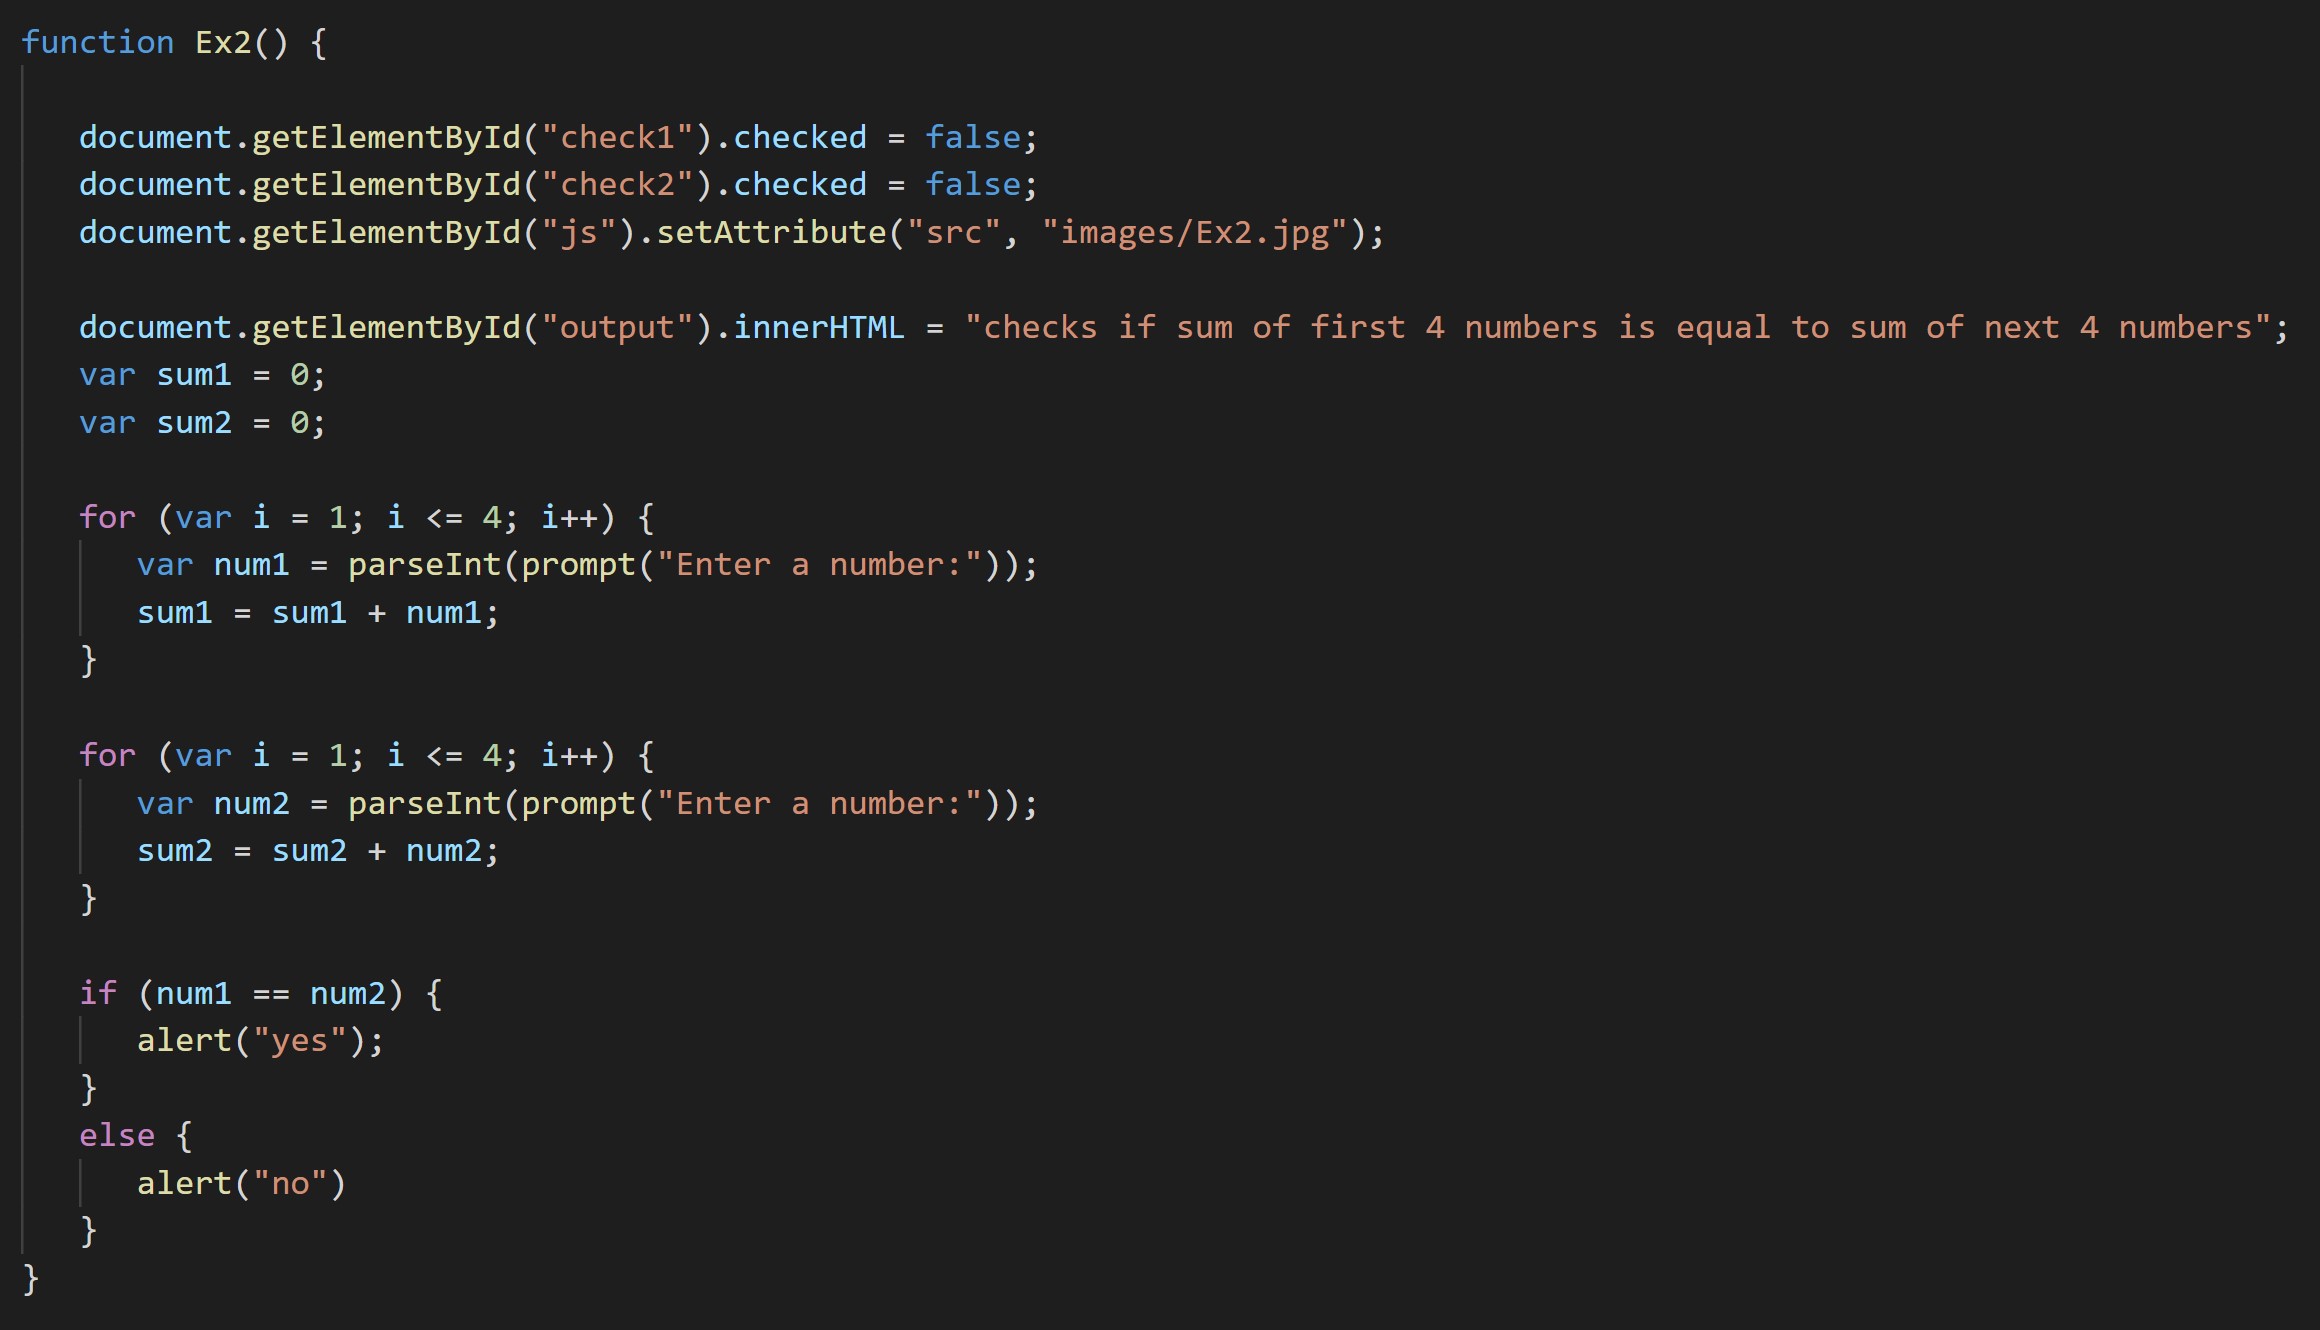 function Ex2() {
document.getElementById("check1").checked = false;
document.getElementById("check2").checked = false;
document.getElementById("js").setAttribute("src", "images/Ex2.jpg");
document.getElementById("output").innerHTML = "checks if sum of first 4 numbers is equal to sum of next 4 numbers";
var sum1 = 0;
var sum2 = 0;
for (var i = 1; i <= 4; i++) {
var num1 = parseInt(prompt("Enter a number:"));
sum1 = sum1 + num1;
}
for (var i = 1; i <= 4; i++) {
var num2 = parseInt(prompt("Enter a number:"));
sum2 = sum2 + num2;
}
if (num1 == num2) {
alert("yes");
}
else {
alert("no")
}
}